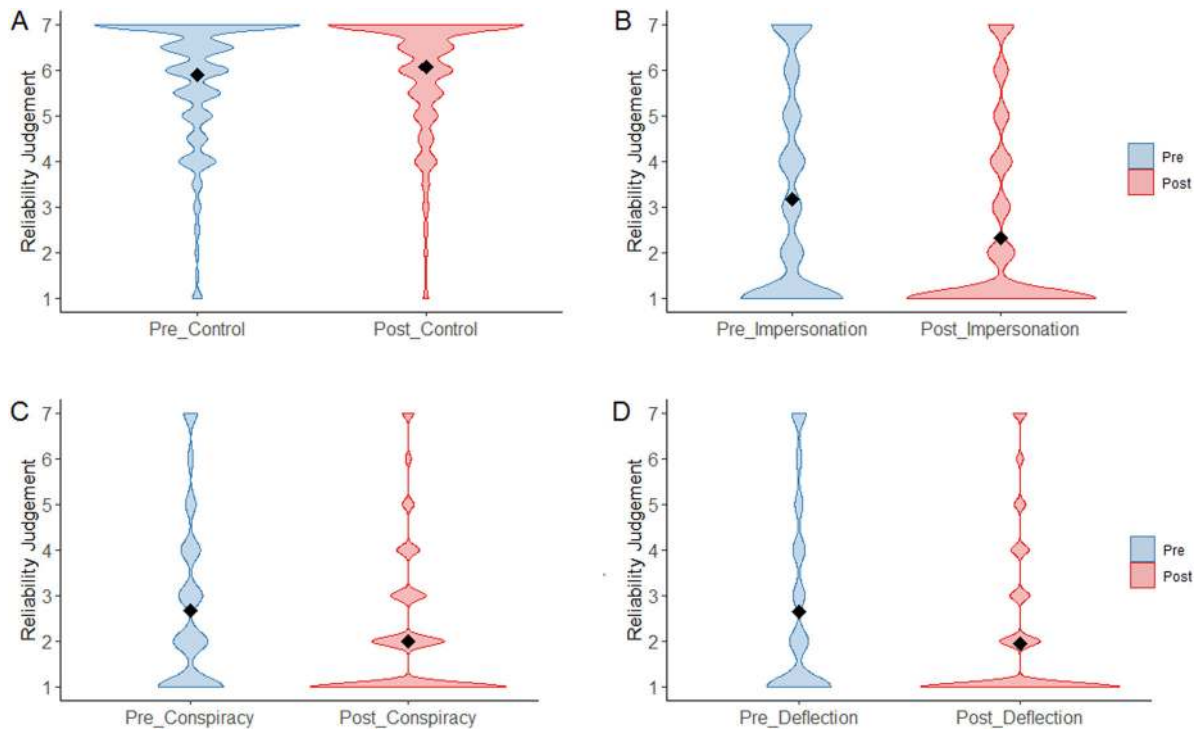 A
7
6
5
4
3
2
1
Reliability Judgement
Pre_Control
Post_Control
B
7
6
5
4
3
2
1
Reliability Judgement
Pre_Impersonation
Post_Impersonation
Pre
Post
C
7
6
5
4
3
2
1
Reliability Judgement
Pre_Conspiracy
Post_Conspiracy
D
7
6
5
4
3
2
1
Reliability Judgement
Pre_Deflection
Post_Deflection
Pre
Post